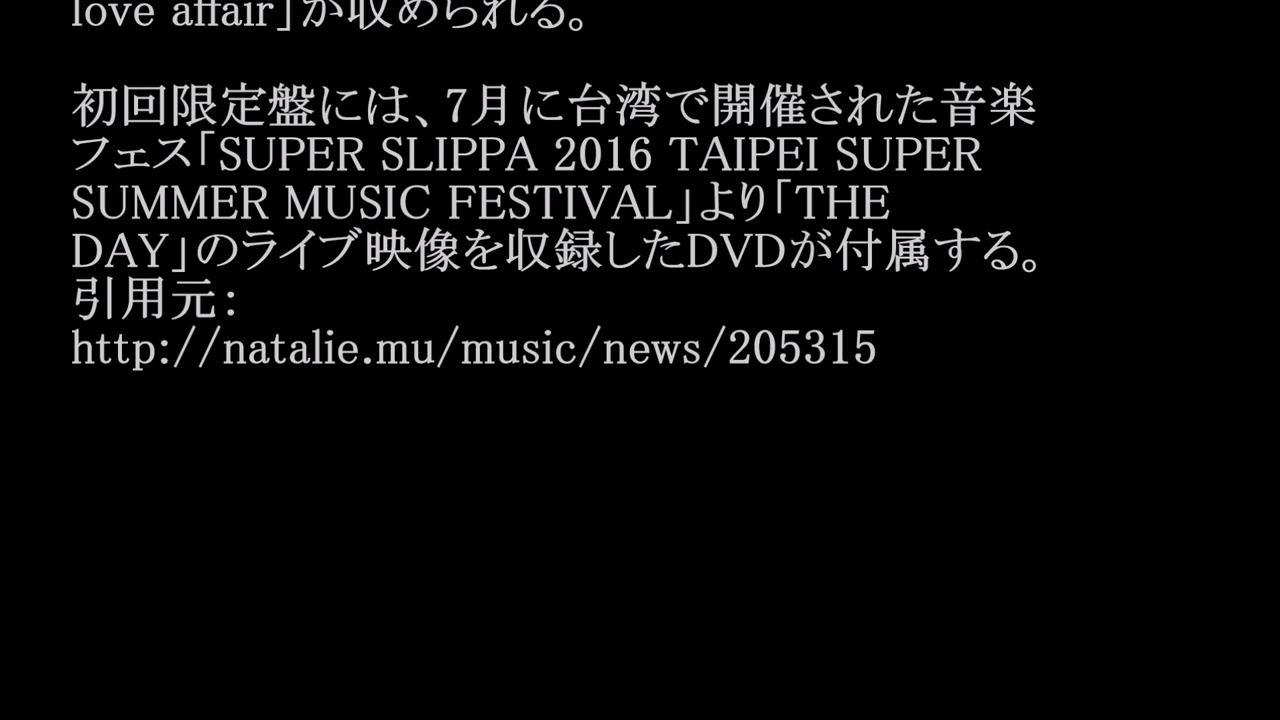 love affair」が収められる。
初回限定盤には、7月に台湾で開催された音楽
フェス「SUPER SLIPPA 2016 TAIPEI SUPER
SUMMER MUSIC FESTIVAL」より「THE
DAY」のライブ映像を収録したDVDが付属する。
引用元：
http://natalie.mu/music/news/205315